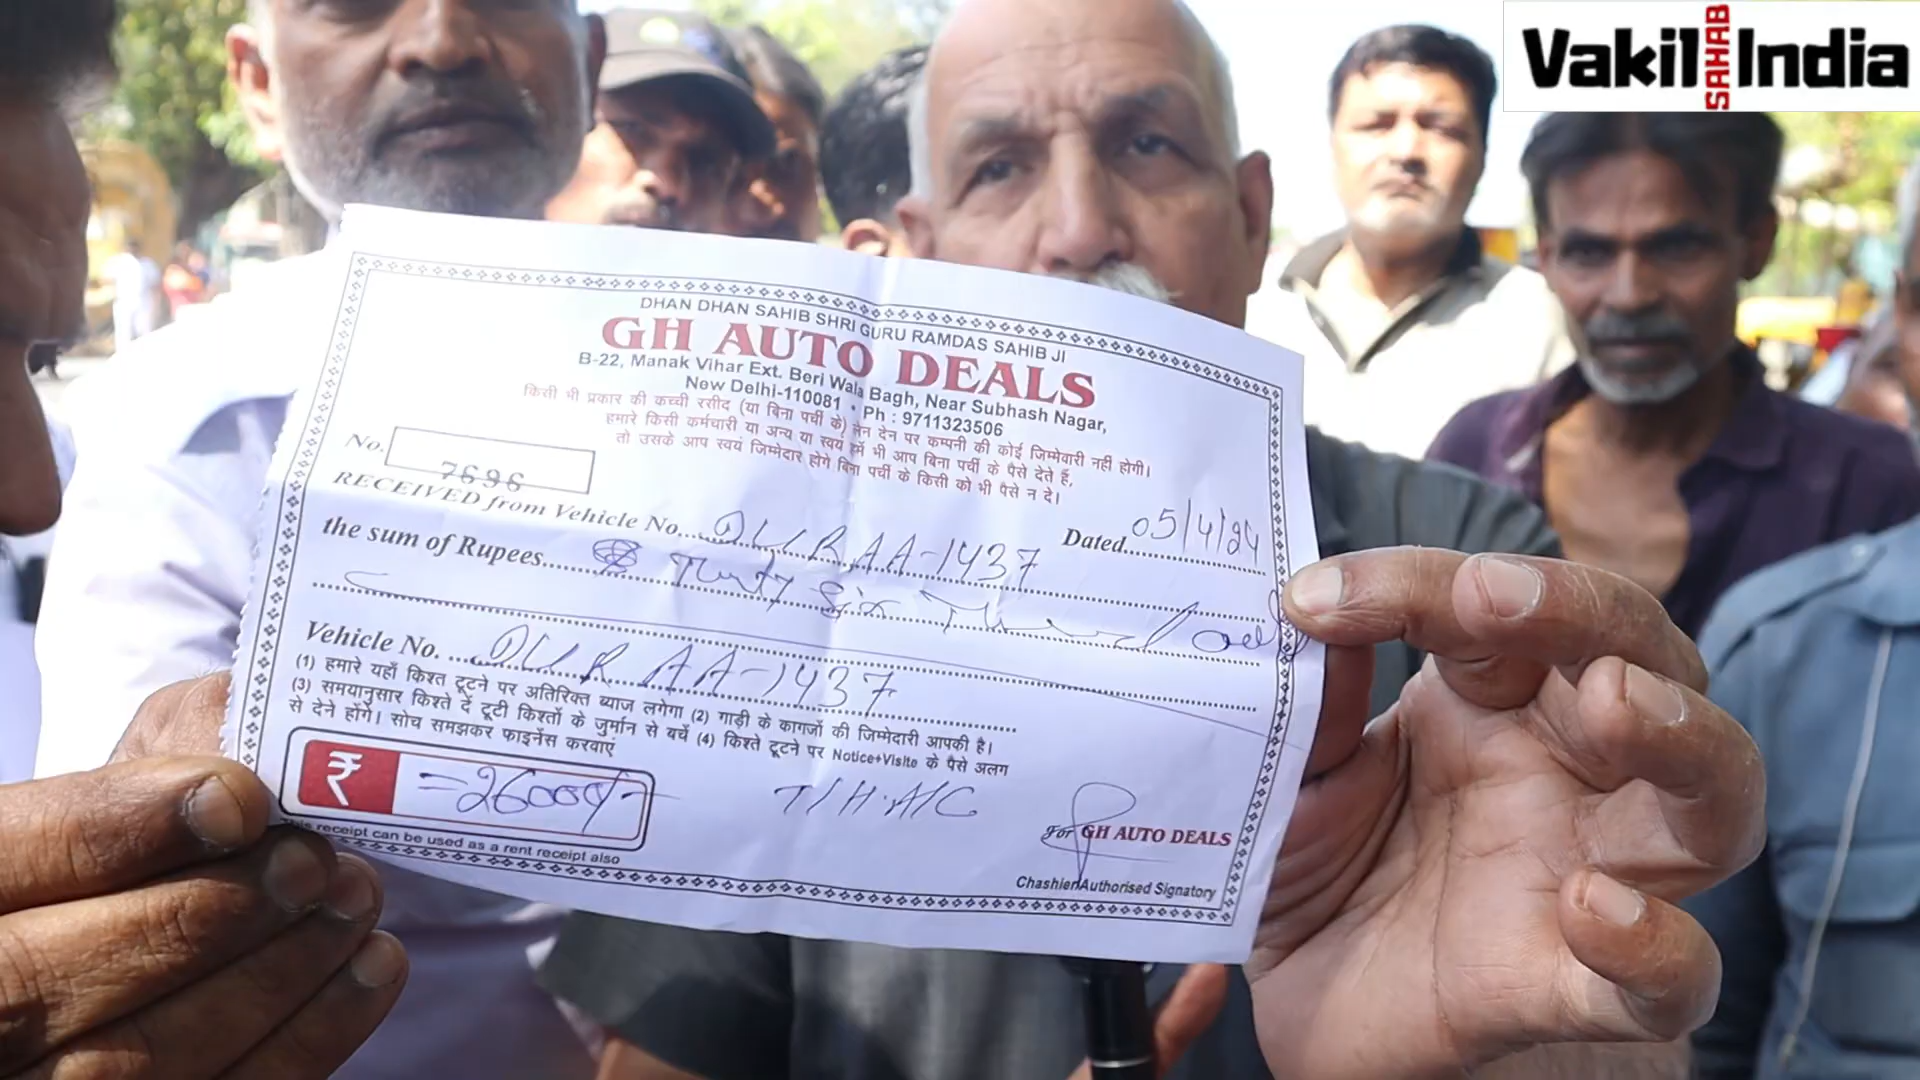 Vakil SAHAB India
DHAN DHAN SAHIB SHRI GURU RAMDAS SAHIB JI
GH AUTO DEALS
B-22, Manak Vihar Ext. Beri Wala Bagh, Near Subhash Nagar,
New Delhi-110081 • Ph : 9711323506
किसी भी प्रकार की कच्ची रसीद (या बिना पर्ची के) लेन देन पर कम्पनी की कोई जिम्मेवारी नहीं होगी।
हमारे किसी कर्मचारी या अन्य या स्वयं हमें भी आप बिना पर्ची के पैसे देते हैं,
तो उसके आप स्वयं जिम्मेदार होगे बिना पर्ची के किसी को भी पैसे न दे।
No. 7696
Dated 05/4/24
RECEIVED from Vehicle No. AA-1437
the sum of Rupees
Vehicle No. AA-1437
(1) हमारे यहाँ किश्त टूटने पर अतिरिक्त ब्याज लगेगा (2) गाड़ी के कागजों की जिम्मेदारी आपकी है।
(3) समयानुसार किश्ते दें टूटी किश्तों के जुर्मान से बचें (4) किश्ते टूटने पर Notice+Visite के पैसे अलग
से देने होंगे। सोच समझकर फाइनेंस करवाएं
₹ =26000/-
For GH AUTO DEALS
This receipt can be used as a rent receipt also
Chashier/Authorised Signatory